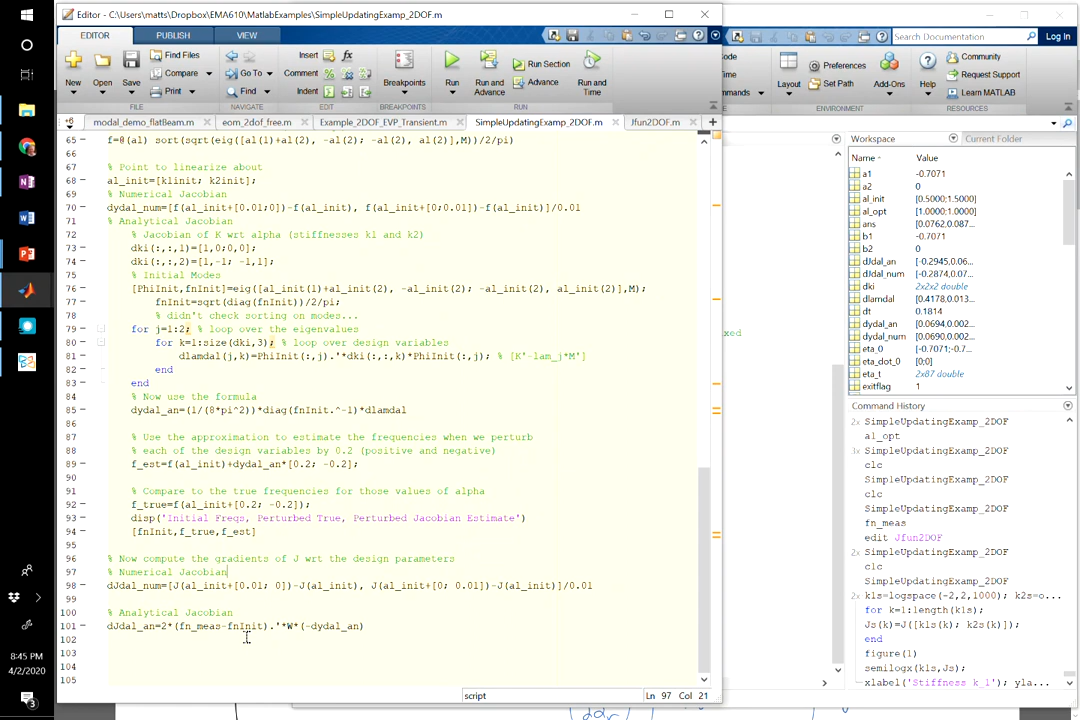 Editor - C:\Users\matts\Dropbox\EMA610\MatlabExamples\SimpleUpdatingExamp_2DOF.m
EDITOR PUBLISH VIEW
Search Documentation Log In
New Open Save Find Files Compare Print
Go To Find
Insert fx Comment Indent
Breakpoints
Run Run and Advance Run Section Advance Run and Time
FILE NAVIGATE EDIT BREAKPOINTS RUN
Layout Preferences Set Path Add-Ons Help Community Request Support Learn MATLAB
ENVIRONMENT RESOURCES
+6 modal_demo_flatBeam.m eom_2dof_free.m Example_2DOF_EVP_Transient.m SimpleUpdatingExamp_2DOF.m Jfun2DOF.m
65 f=@(al) sort(sqrt(eig([al(1)+al(2), -al(2); -al(2), al(2)],M))/2/pi)
66
67 % Point to linearize about
68 al_init=[k1init; k2init];
69 % Numerical Jacobian
70 dydal_num=[f(al_init+[0.01;0])-f(al_init), f(al_init+[0;0.01])-f(al_init)]/0.01
71 % Analytical Jacobian
72 % Jacobian of K wrt alpha (stiffnesses k1 and k2)
73 dki(:,:,1)=[1,0;0,0];
74 dki(:,:,2)=[1,-1; -1,1];
75 % Initial Modes
76 [PhiInit,fnInit]=eig([al_init(1)+al_init(2), -al_init(2); -al_init(2), al_init(2)],M);
77 fnInit=sqrt(diag(fnInit))/2/pi;
78 % didn't check sorting on modes...
79 for j=1:2; % loop over the eigenvalues
80 for k=1:size(dki,3); % loop over design variables
81 dlamdal(j,k)=PhiInit(:,j).'*dki(:,:,k)*PhiInit(:,j); % [K'-lam_j*M']
82 end
83 end
84 % Now use the formula
85 dydal_an=(1/(8*pi^2))*diag(fnInit.^-1)*dlamdal
86
87 % Use the approximation to estimate the frequencies when we perturb
88 % each of the design variables by 0.2 (positive and negative)
89 f_est=f(al_init)+dydal_an*[0.2; -0.2];
90
91 % Compare to the true frequencies for those values of alpha
92 f_true=f(al_init+[0.2; -0.2]);
93 disp('Initial Freqs, Perturbed True, Perturbed Jacobian Estimate')
94 [fnInit,f_true,f_est]
95
96 % Now compute the gradients of J wrt the design parameters
97 % Numerical Jacobian
98 dJdal_num=[J(al_init+[0.01; 0])-J(al_init), J(al_init+[0; 0.01])-J(al_init)]/0.01
99
100 % Analytical Jacobian
101 dJdal_an=2*(fn_meas-fnInit).'*W*(-dydal_an)
102
103
104
105
script Ln 97 Col 21
Workspace Current Folder
Name Value
a1 -0.7071
a2 0
al_init [0.5000;1.5000]
al_opt [1.0000;1.0000]
ans [0.0762,0.087...
b1 -0.7071
b2 0
dJdal_an [-0.2945,0.06...
dJdal_num [-0.2874,0.07...
dki 2x2x2 double
dlamdal [0.4178,0.013...
dt 0.1814
dydal_an [0.0694,0.002...
dydal_num [0.0690,0.002...
eta_0 [-0.7071;-0.7...
eta_dot_0 [0;0]
eta_t 2x87 double
exitflag 1
Command History
2x SimpleUpdatingExamp_2DOF
al_opt
3x SimpleUpdatingExamp_2DOF
clc
SimpleUpdatingExamp_2DOF
clc
SimpleUpdatingExamp_2DOF
fn_meas
edit Jfun2DOF
2x SimpleUpdatingExamp_2DOF
clc
2x SimpleUpdatingExamp_2DOF
2x k1s=logspace(-2,2,1000); k2s=o...
for k=1:length(k1s);
Js(k)=J([k1s(k); k2s(k)]);
end
figure(1)
semilogx(k1s,Js);
xlabel('Stiffness k_1'); yla...
8:45 PM
4/2/2020
3